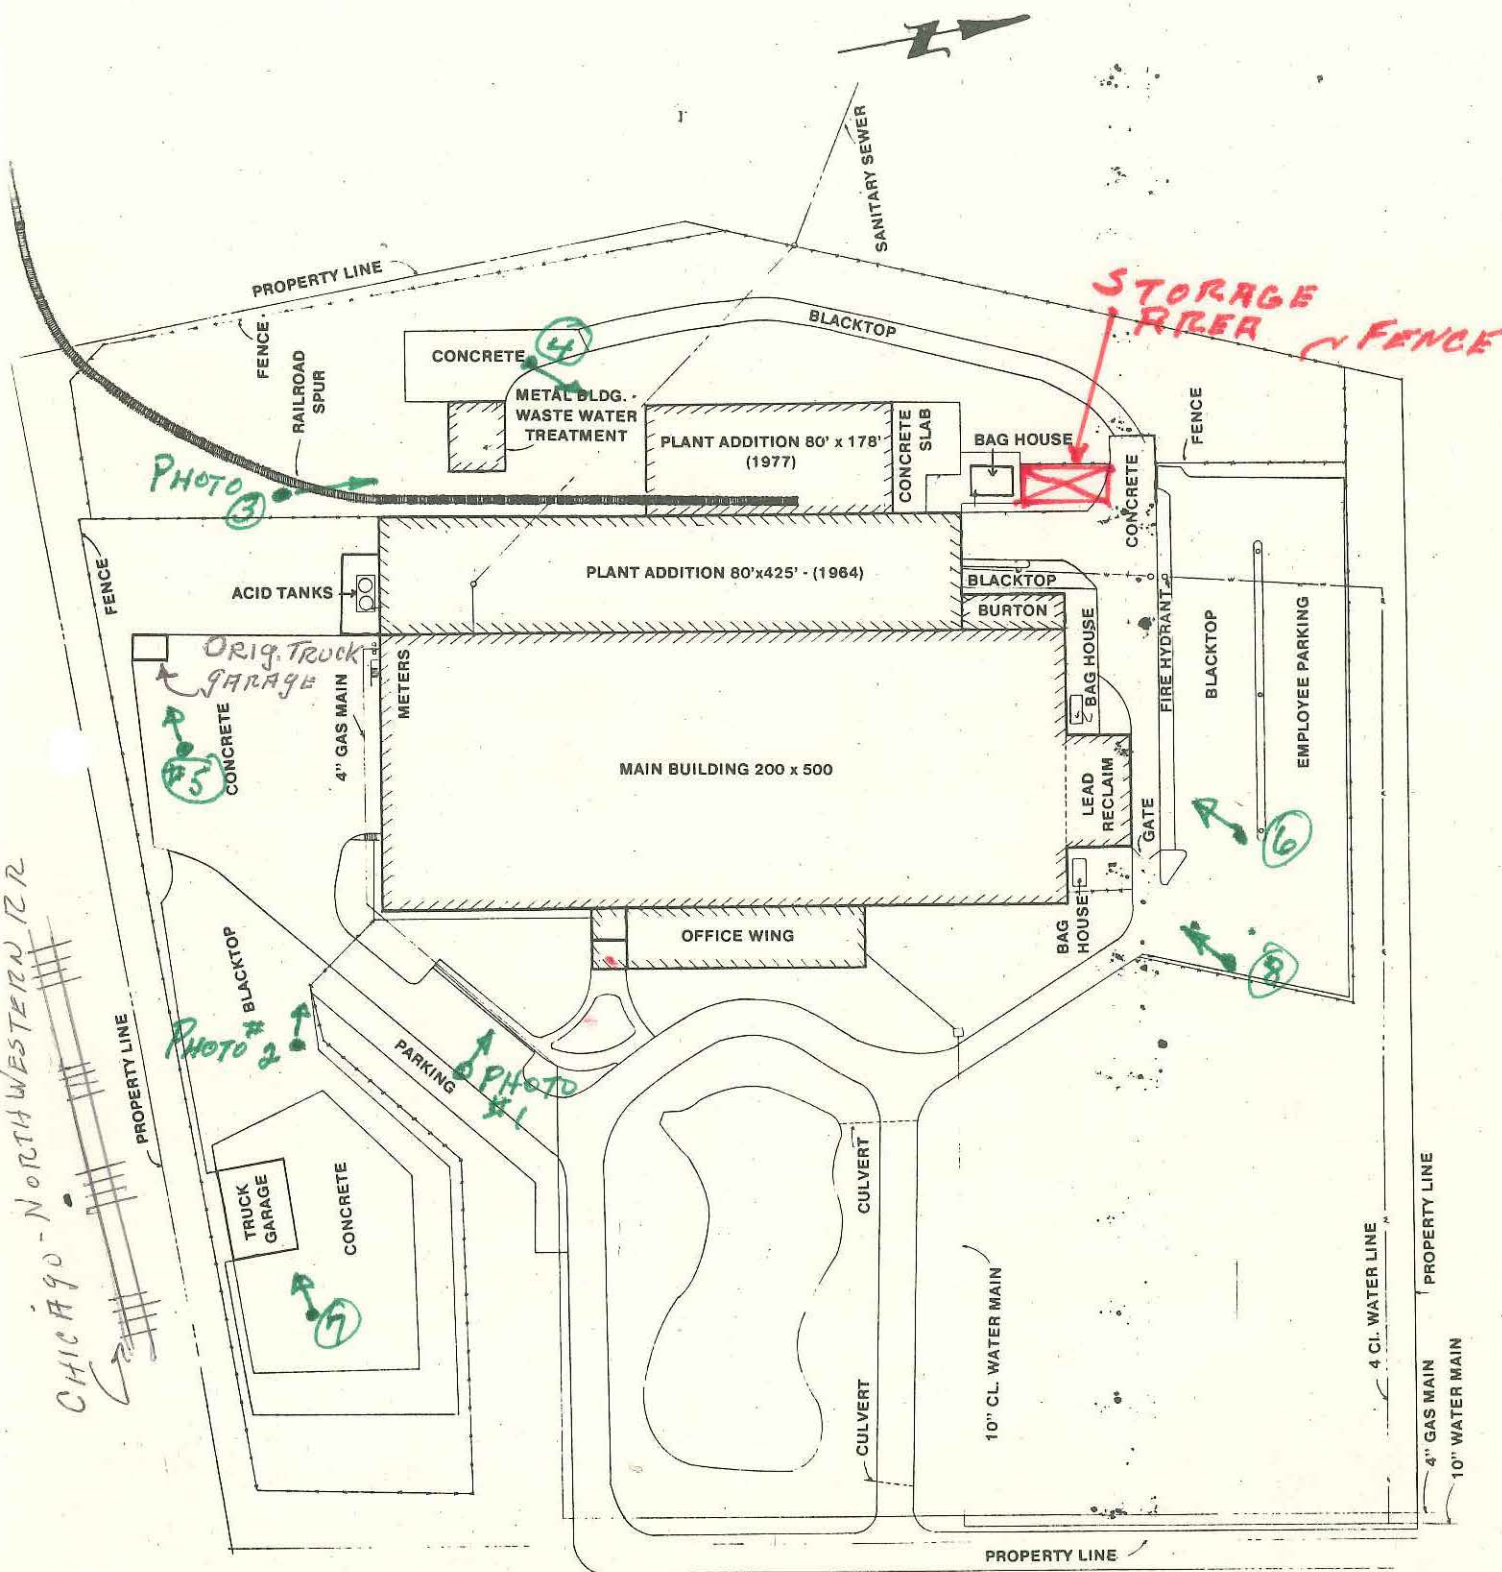 N
SANITARY SEWER
PROPERTY LINE
STORAGE
AREA
FENCE
BLACKTOP
FENCE
RAILROAD
SPUR
CONCRETE
4
METAL BLDG.
WASTE WATER
TREATMENT
PLANT ADDITION 80' x 178'
(1977)
CONCRETE
SLAB
BAG HOUSE
FENCE
CONCRETE
PHOTO
3
FENCE
ACID TANKS
PLANT ADDITION 80'x425' - (1964)
BLACKTOP
BURTON
ORIG. TRUCK
GARAGE
METERS
4" GAS MAIN
CONCRETE
#5
BAG HOUSE
FIRE HYDRANT
BLACKTOP
EMPLOYEE PARKING
MAIN BUILDING 200 x 500
LEAD
RECLAIM
GATE
6
BAG
HOUSE
OFFICE WING
8
BLACKTOP
PHOTO #
2
PARKING
PHOTO
#1
CHICAGO-NORTHWESTERN RR
PROPERTY LINE
TRUCK
GARAGE
CONCRETE
7
CULVERT
CULVERT
10" CL. WATER MAIN
4 CI. WATER LINE
PROPERTY LINE
4" GAS MAIN
10" WATER MAIN
PROPERTY LINE